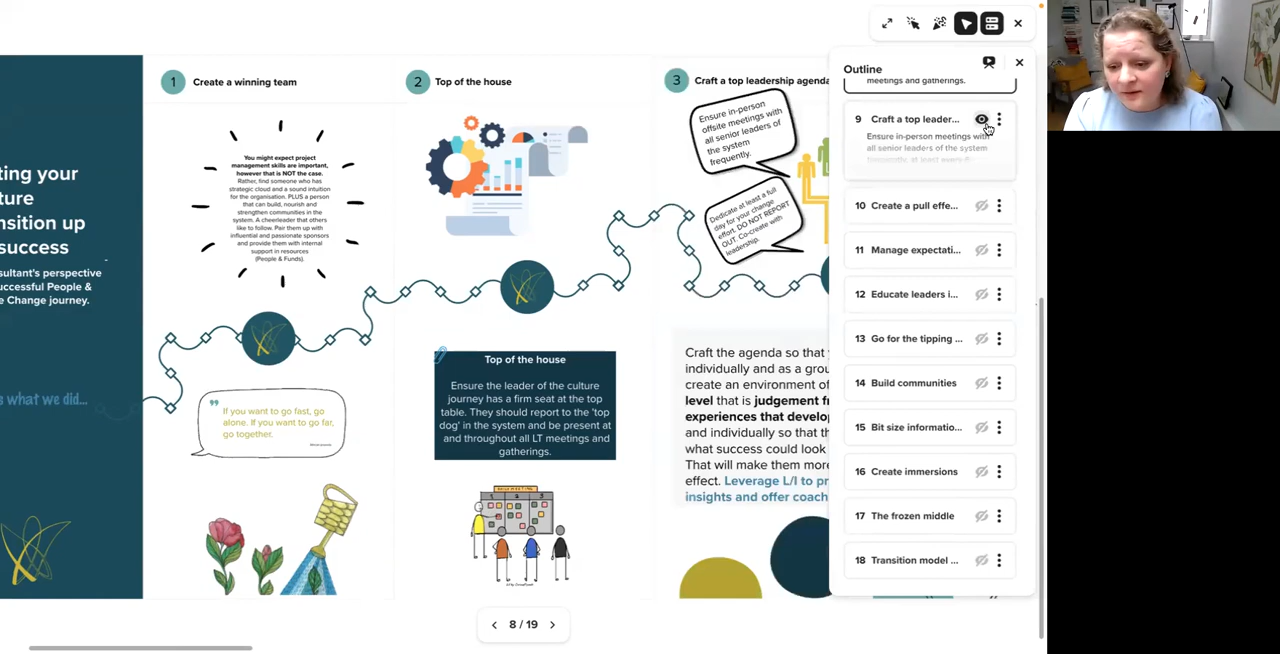 ting your
ture
nsition up
success
onsultant's perspective
uccessful People &
e Change journey.
s what we did...
1 Create a winning team
You might expect project
management skills are important,
however that is NOT the case.
Rather, find someone who has
strategic cloud and a sound intuition
for the organisation. PLUS a person
that can build, nourish and
strengthen communities in the
system. A cheerleader that others
like to follow. Pair them up with
influential and passionate sponsors
and provide them with internal
support in resources
(People & Funds).
" If you want to go fast, go
alone. If you want to go far,
go together.
2 Top of the house
Top of the house
Ensure the leader of the culture
journey has a firm seat at the top
table. They should report to the 'top
dog' in the system and be present at
and throughout all LT meetings and
gatherings.
3 Craft a top leadership agenda
Ensure in-person
offsite meetings with
all senior leaders of
the system
frequently.
Dedicate at least a full
day for your change
effort. DO NOT REPORT
OUT. Co-create with
leadership.
Craft the agenda so that
individually and as a grou
create an environment of
level that is judgement fr
experiences that develop
and individually so that th
what success could look
That will make them more
effect. Leverage L/I to pr
insights and offer coach
8 / 19
Outline
meetings and gatherings.
9 Craft a top leader...
Ensure in-person meetings with
all senior leaders of the system
10 Create a pull effe...
11 Manage expectati...
12 Educate leaders i...
13 Go for the tipping ...
14 Build communities
15 Bit size informatio...
16 Create immersions
17 The frozen middle
18 Transition model ...